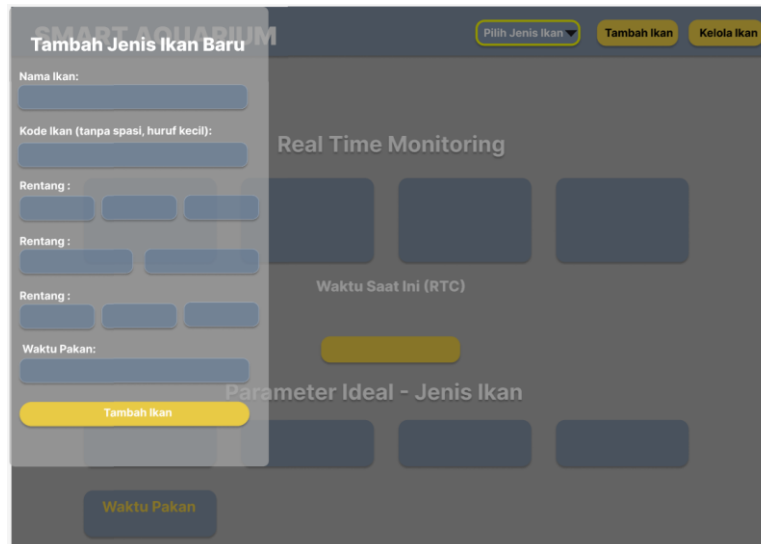 SMART AQUARIUM
Pilih Jenis Ikan
Tambah Ikan
Kelola Ikan
Tambah Jenis Ikan Baru
Nama Ikan:
Kode Ikan (tanpa spasi, huruf kecil):
Rentang :
Rentang :
Rentang :
Waktu Pakan:
Tambah Ikan
Real Time Monitoring
Waktu Saat Ini (RTC)
Parameter Ideal - Jenis Ikan
Waktu Pakan